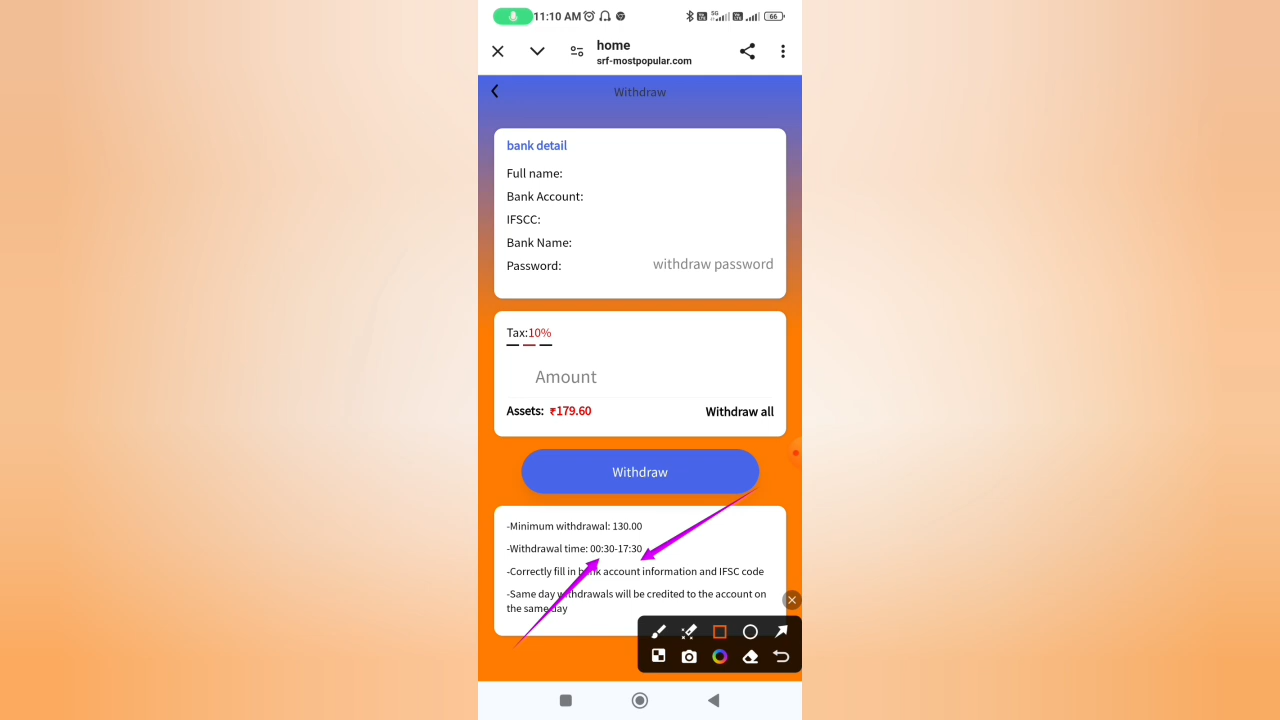 11:10 AM
5G
66
home
srf-mostpopular.com
Withdraw
bank detail
Full name:
Bank Account:
IFSCC:
Bank Name:
Password:
withdraw password
Tax:10%
Amount
Assets: ₹179.60
Withdraw all
Withdraw
-Minimum withdrawal: 130.00
-Withdrawal time: 00:30-17:30
-Correctly fill in bank account information and IFSC code
-Same day withdrawals will be credited to the account on
the same day